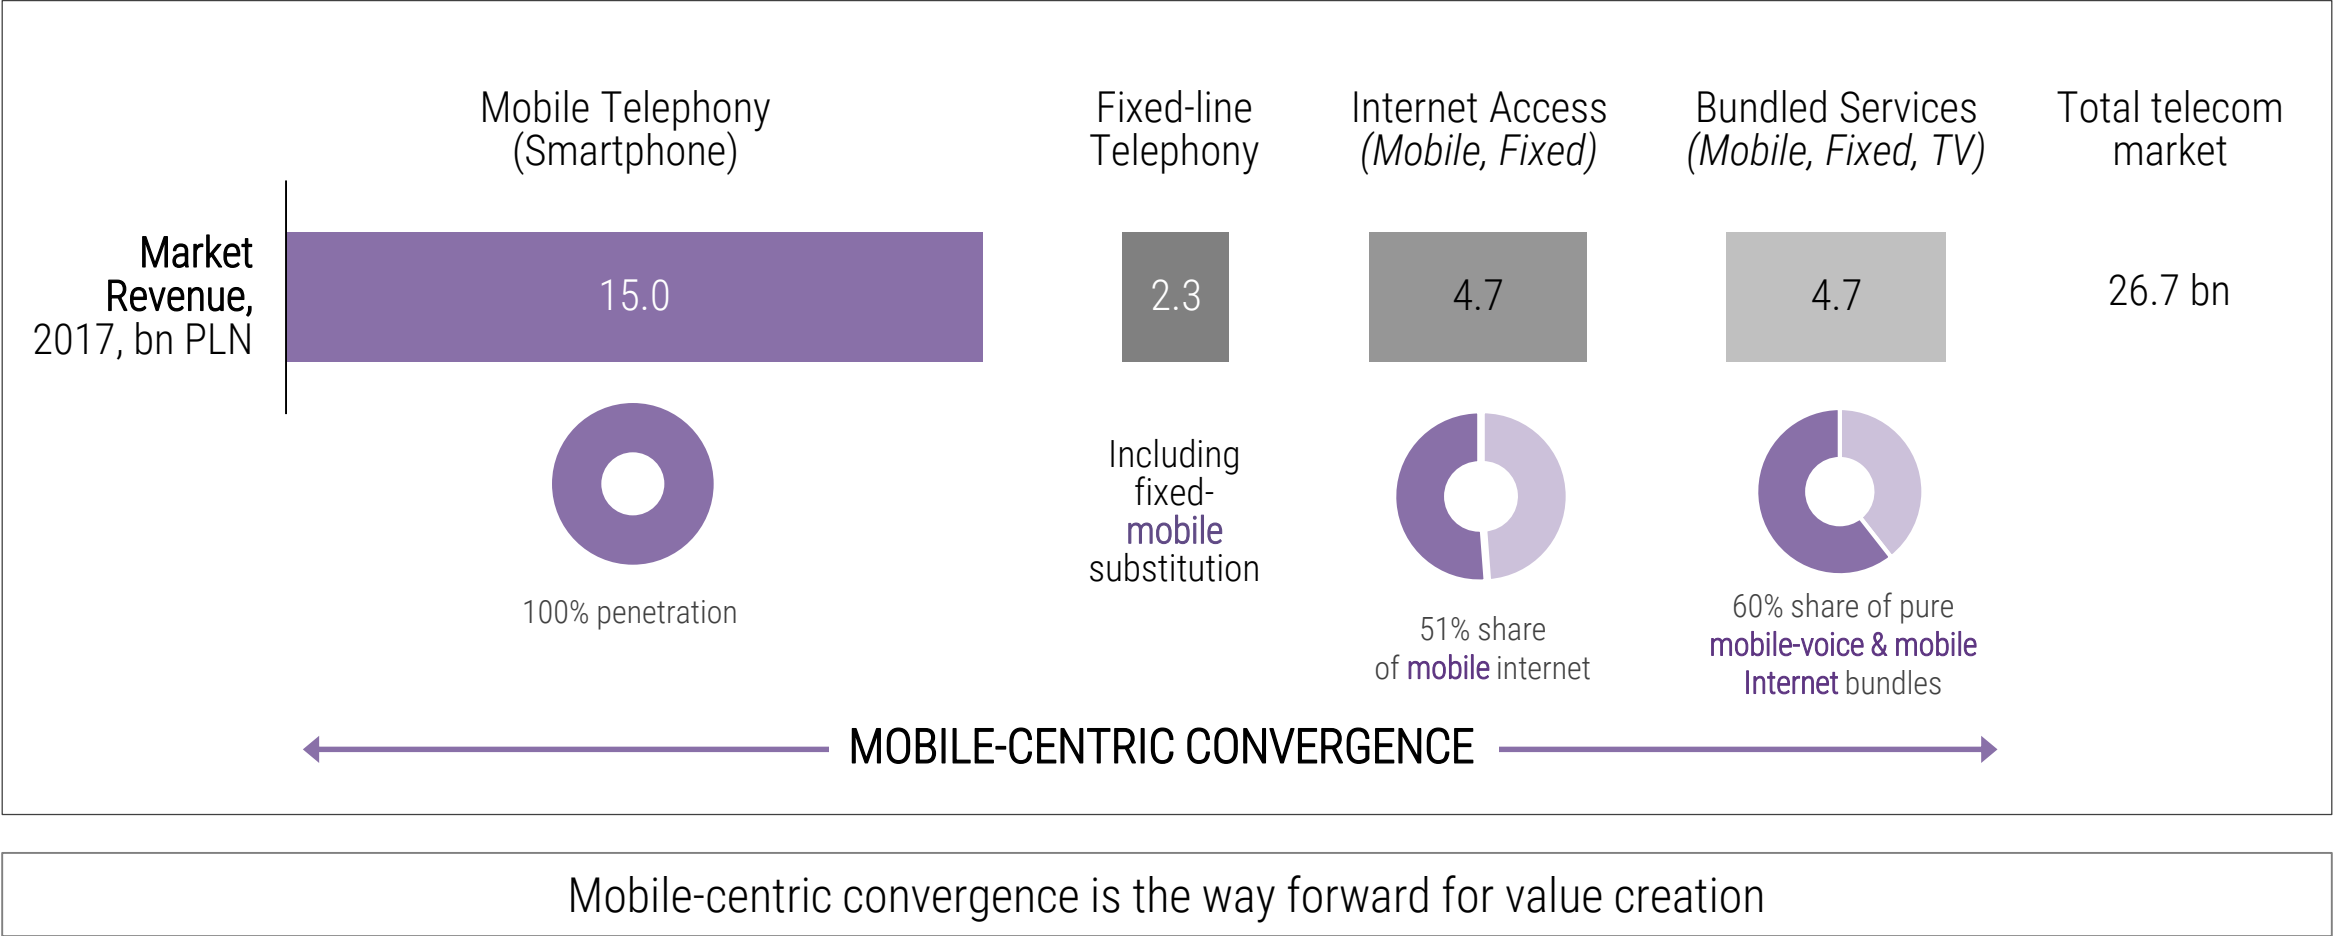 Mobile Telephony
(Smartphone)
Fixed-line
Telephony
Internet Access
(Mobile, Fixed)
Bundled Services
(Mobile, Fixed, TV)
Total telecom
market
Market
Revenue,
2017, bn PLN
15.0
2.3
4.7
4.7
26.7 bn
100% penetration
Including
fixed-
mobile
substitution
51% share
of mobile internet
60% share of pure
mobile-voice & mobile
Internet bundles
MOBILE-CENTRIC CONVERGENCE
Mobile-centric convergence is the way forward for value creation